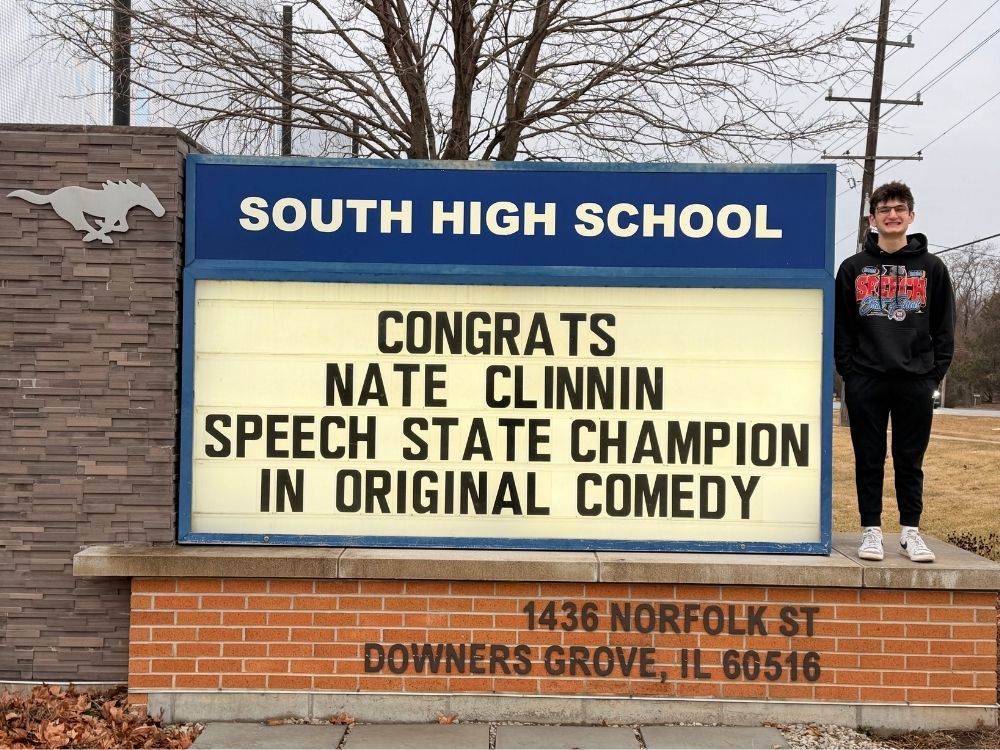 SOUTH HIGH SCHOOL
CONGRATS
NATE CLINNIN
SPEECH STATE CHAMPION
IN ORIGINAL COMEDY
SPEECH
1436 NORFOLK ST
DOWNERS GROVE, IL 60516